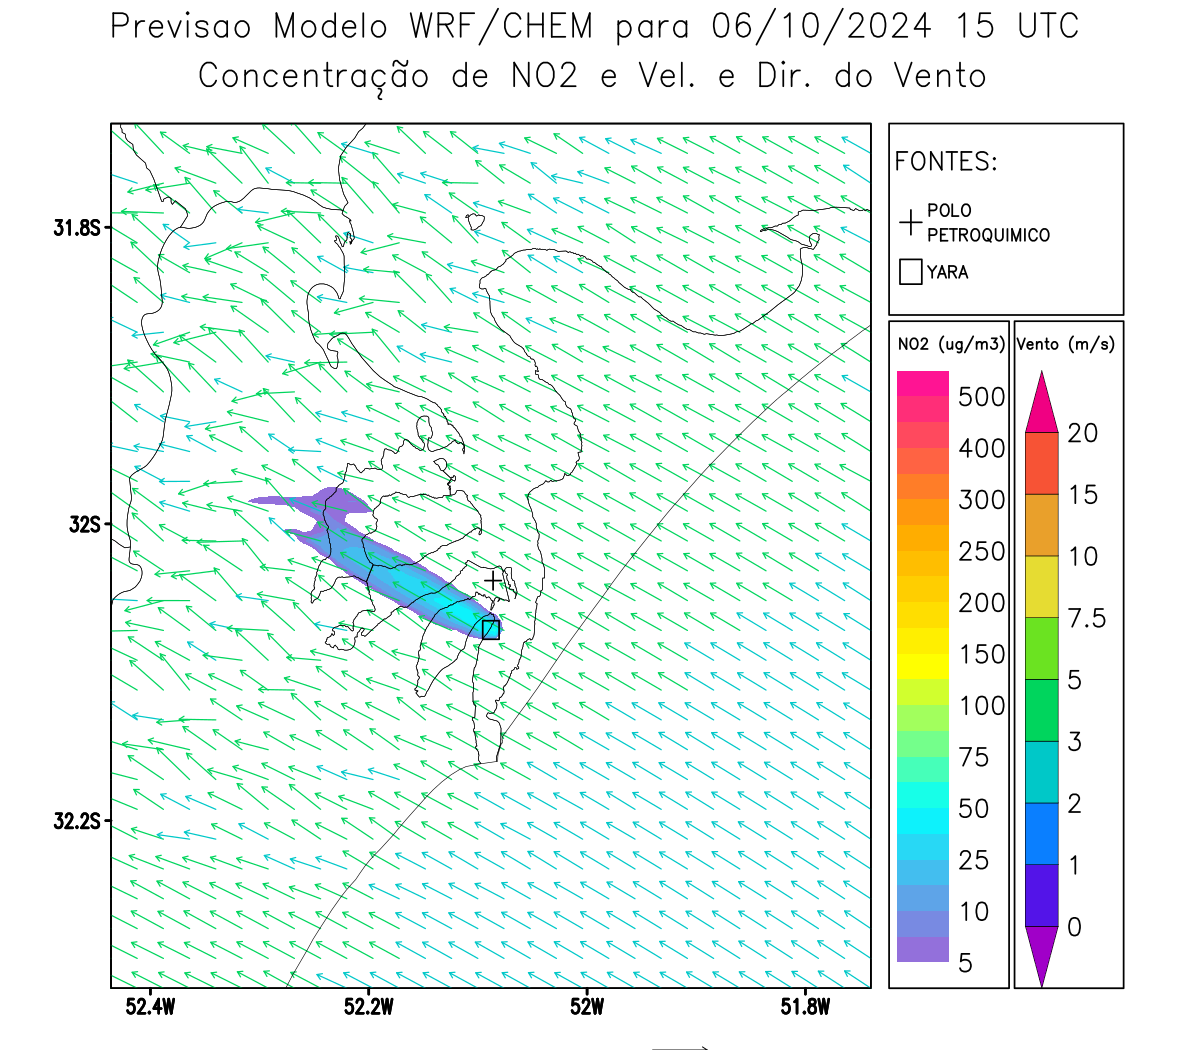 Previsao Modelo WRF/CHEM para 06/10/2024 15 UTC
Concentração de NO2 e Vel. e Dir. do Vento
FONTES:
POLO
PETROQUIMICO
YARA
NO2 (ug/m3)
500
400
300
250
200
150
100
75
50
25
10
5
Vento (m/s)
20
15
10
7.5
5
3
2
1
0
31.8S
32S
32.2S
52.4W
52.2W
52W
51.8W